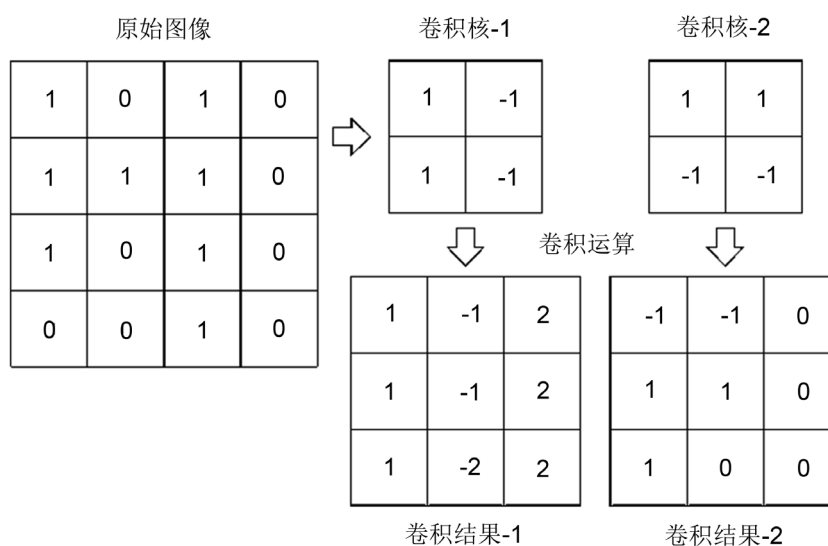 原始图像 卷积核-1 卷积核-2
1 0 1 0
1 1 1 0
1 0 1 0
0 0 1 0
1 -1
1 -1
1 1
-1 -1
卷积运算
1 -1 2
1 -1 2
1 -2 2
卷积结果-1
-1 -1 0
1 1 0
1 0 0
卷积结果-2